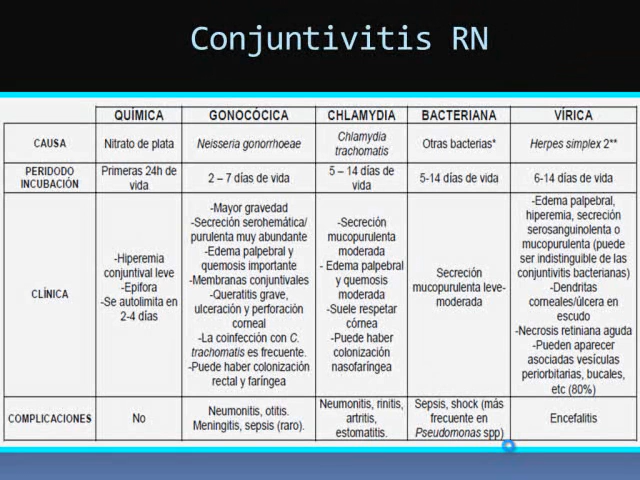 Conjuntivitis RN
QUÍMICA GONOCÓCICA CHLAMYDIA BACTERIANA VÍRICA
CAUSA
Nitrato de plata
Neisseria gonorrhoeae
Chlamydia
trachomatis
Otras bacterias*
Herpes simplex 2**
PERIDODO
INCUBACIÓN
Primeras 24h de
vida
2 – 7 días de vida
5 – 14 días de
vida
5-14 días de vida
6-14 días de vida
CLÍNICA
-Hiperemia
conjuntival leve
-Epifora
-Se autolimita en
2-4 días
-Mayor gravedad
-Secreción serohemática/
purulenta muy abundante
-Edema palpebral y
quemosis importante
-Membranas conjuntivales
-Queratitis grave,
ulceración y perforación
corneal
-La coinfección con C.
trachomatis es frecuente.
-Puede haber colonización
rectal y faríngea
-Secreción
mucopurulenta
moderada
- Edema palpebral
y quemosis
moderada
-Suele respetar
córnea
-Puede haber
colonización
nasofaríngea
Secreción
mucopurulenta leve-
moderada
-Edema palpebral,
hiperemia, secreción
serosanguinolenta o
mucopurulenta (puede
ser indistinguible de las
conjuntivitis bacterianas)
-Dendritas
corneales/úlcera en
escudo
-Necrosis retiniana aguda
-Pueden aparecer
asociadas vesículas
periorbitarias, bucales,
etc (80%)
COMPLICACIONES
No
Neumonitis, otitis.
Meningitis, sepsis (raro).
Neumonitis, rinitis,
artritis,
estomatitis.
Sepsis, shock (más
frecuente en
Pseudomonas spp)
Encefalitis